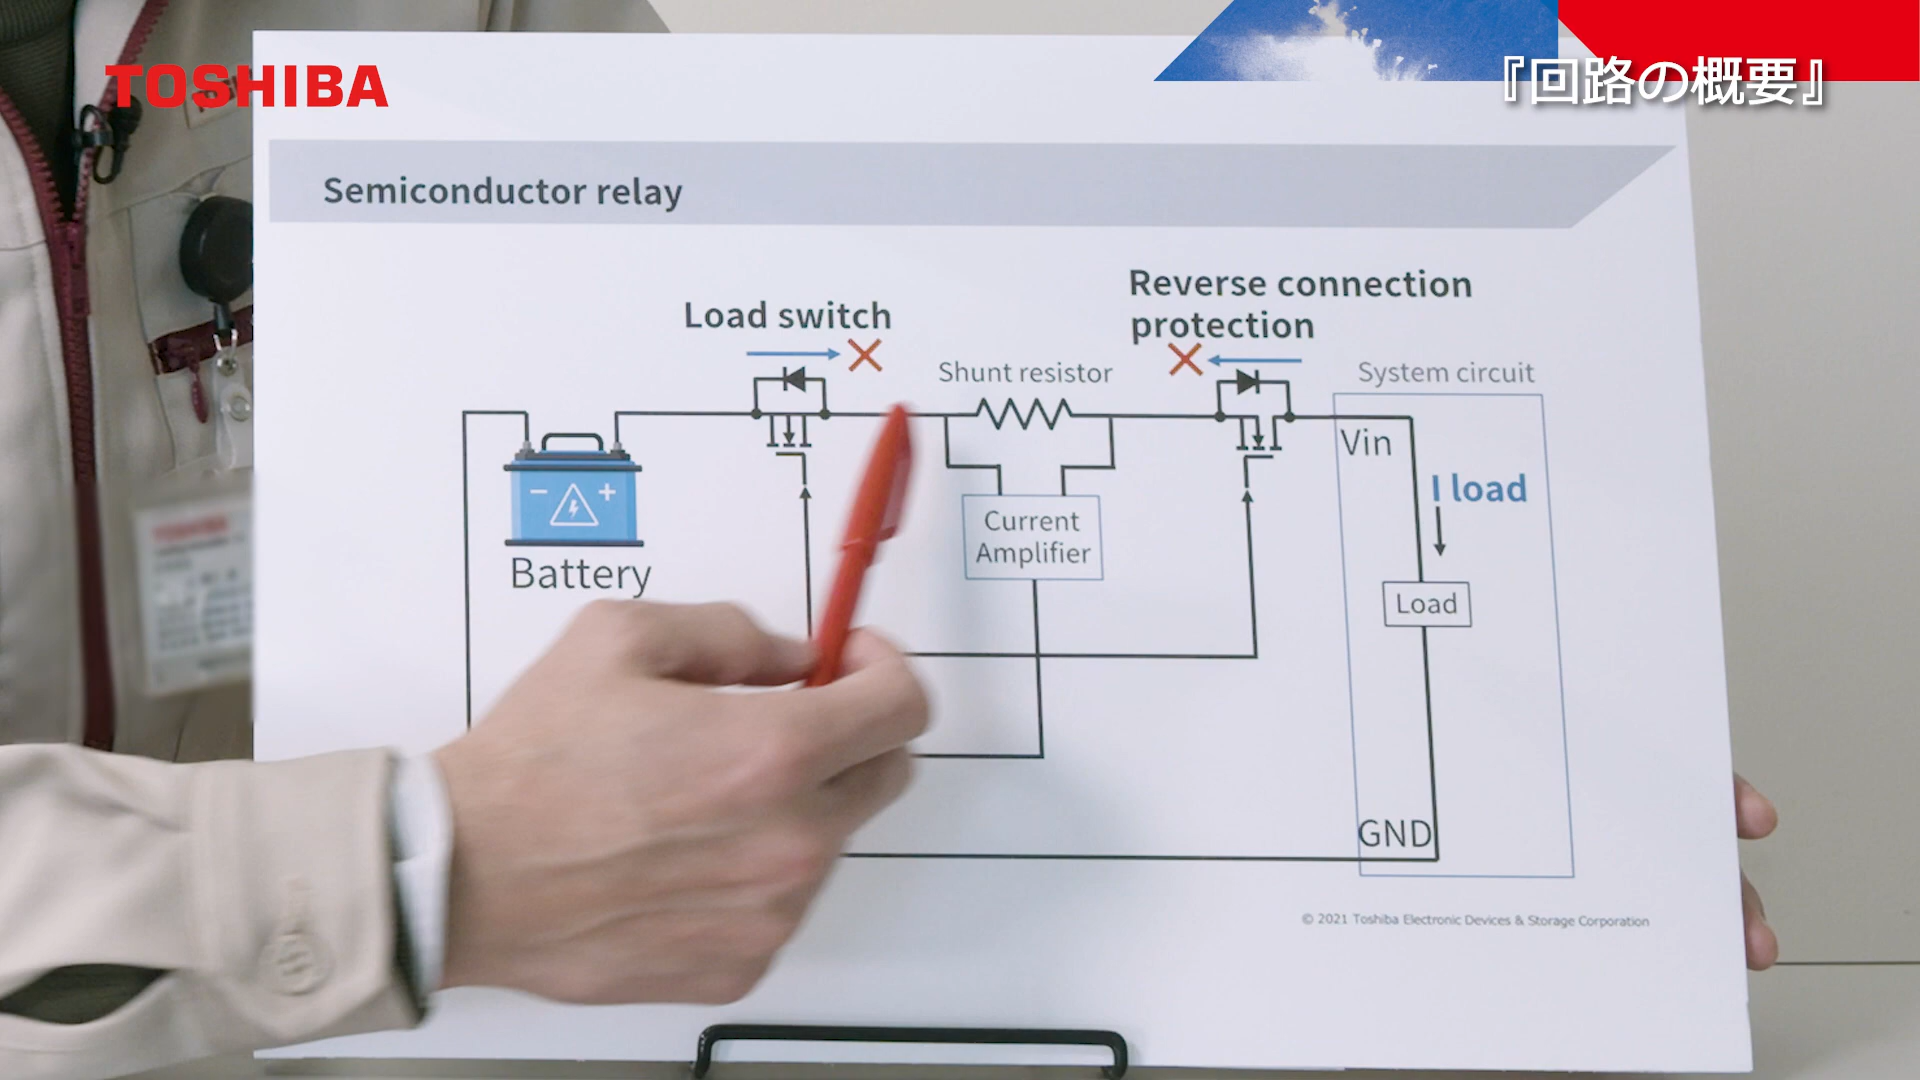 TOSHIBA
『回路の概要』
Semiconductor relay
Reverse connection
protection
Load switch
Shunt resistor
System circuit
Vin
I load
- +
Current
Amplifier
Battery
Load
GND
© 2021 Toshiba Electronic Devices & Storage Corporation